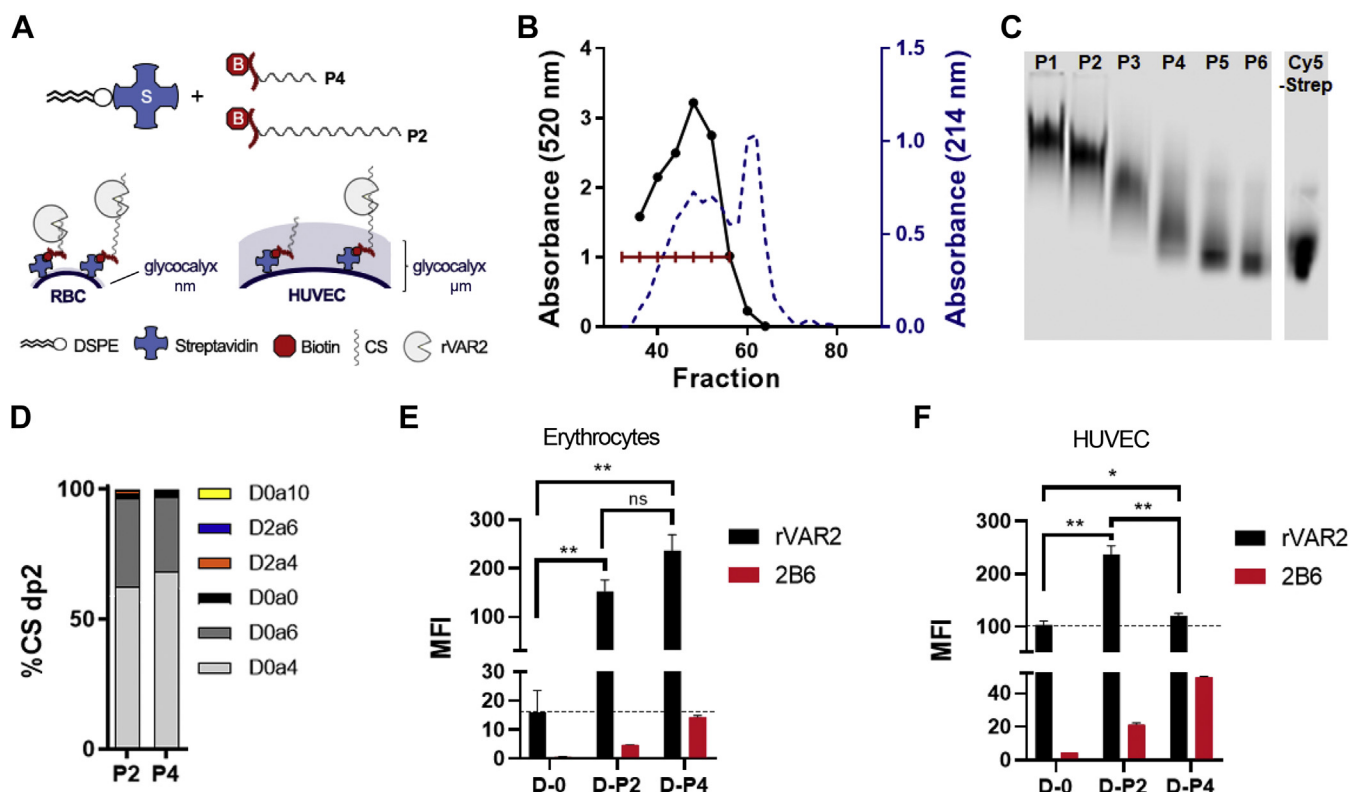 A
S
+
B
P4
B
P2
RBC
glycocalyx
nm
HUVEC
glycocalyx
µm
DSPE
Streptavidin
Biotin
CS
rVAR2
B
Absorbance (520 nm)
4
3
2
1
0
1.5
1.0
0.5
0.0
Absorbance (214 nm)
40 60 80
Fraction
C
P1 P2 P3 P4 P5 P6 Cy5
-Strep
D
%CS dp2
100
50
0
P2 P4
D0a10
D2a6
D2a4
D0a0
D0a6
D0a4
E
Erythrocytes
**
ns
**
MFI
300
200
100
30
20
10
0
D-0 D-P2 D-P4
rVAR2
2B6
F
HUVEC
*
** **
MFI
300
200
100
40
20
0
D-0 D-P2 D-P4
rVAR2
2B6